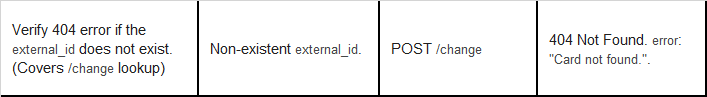 Verify 404 error if the
external_id does not exist.
(Covers /change lookup)
Non-existent external_id.
POST /change
404 Not Found. error:
"Card not found.".